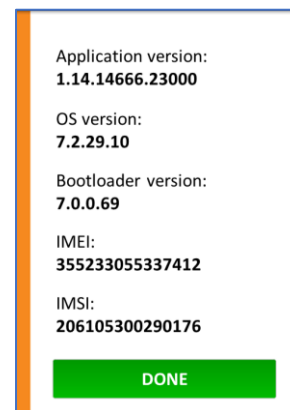 Application version:
1.14.14666.23000
OS version:
7.2.29.10
Bootloader version:
7.0.0.69
IMEI:
355233055337412
IMSI:
206105300290176
DONE